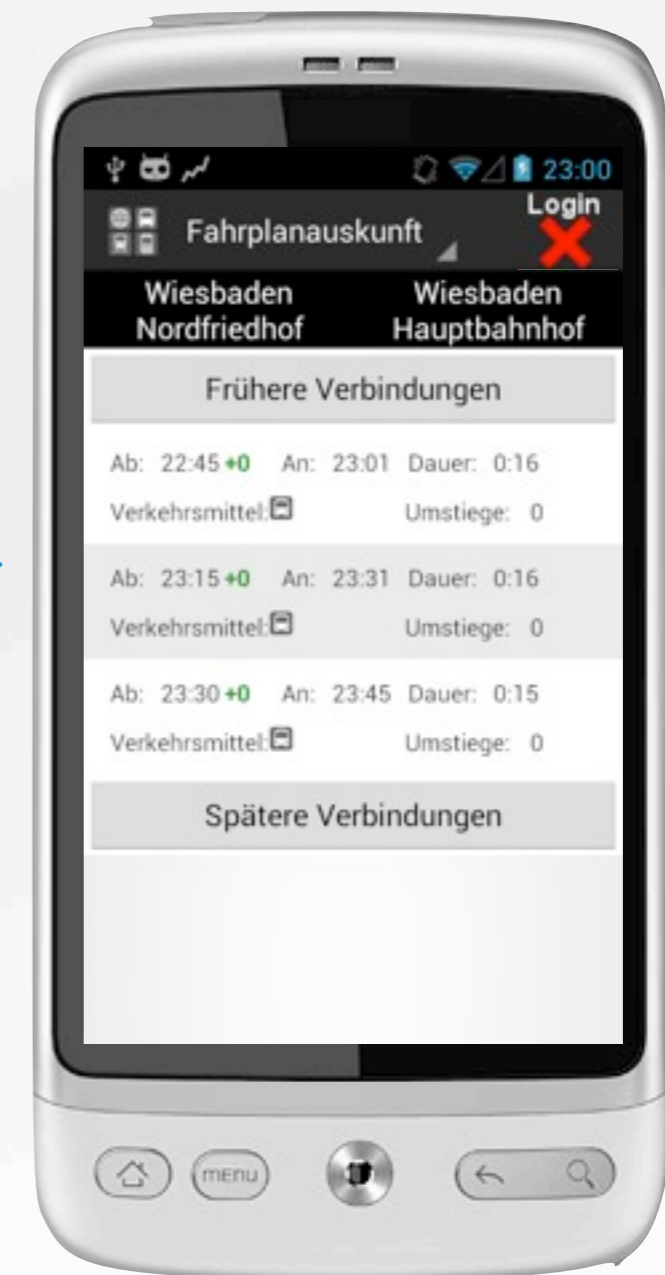 23:00
Login
Fahrplanauskunft
Wiesbaden Nordfriedhof
Wiesbaden Hauptbahnhof
Frühere Verbindungen
Ab: 22:45 +0 An: 23:01 Dauer: 0:16
Verkehrsmittel: Umstiege: 0
Ab: 23:15 +0 An: 23:31 Dauer: 0:16
Verkehrsmittel: Umstiege: 0
Ab: 23:30 +0 An: 23:45 Dauer: 0:15
Verkehrsmittel: Umstiege: 0
Spätere Verbindungen
menu